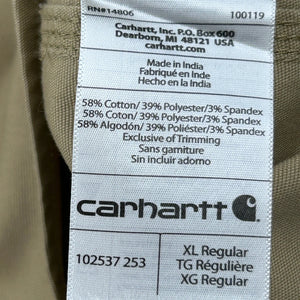 RN#14806 100119
Carhartt, Inc. P.O. Box 600
Dearborn, MI 48121 USA
carhartt.com
Made in India
Fabriqué en Inde
Hecho en la India
58% Cotton/ 39% Polyester/3% Spandex
58% Coton/ 39% Polyester/3% Spandex
58% Algodón/ 39% Poliéster/3% Spandex
Exclusive of Trimming
Sans garniture
Sin incluir adorno
carhartt
102537 253
XL Regular
TG Régulière
XG Regular